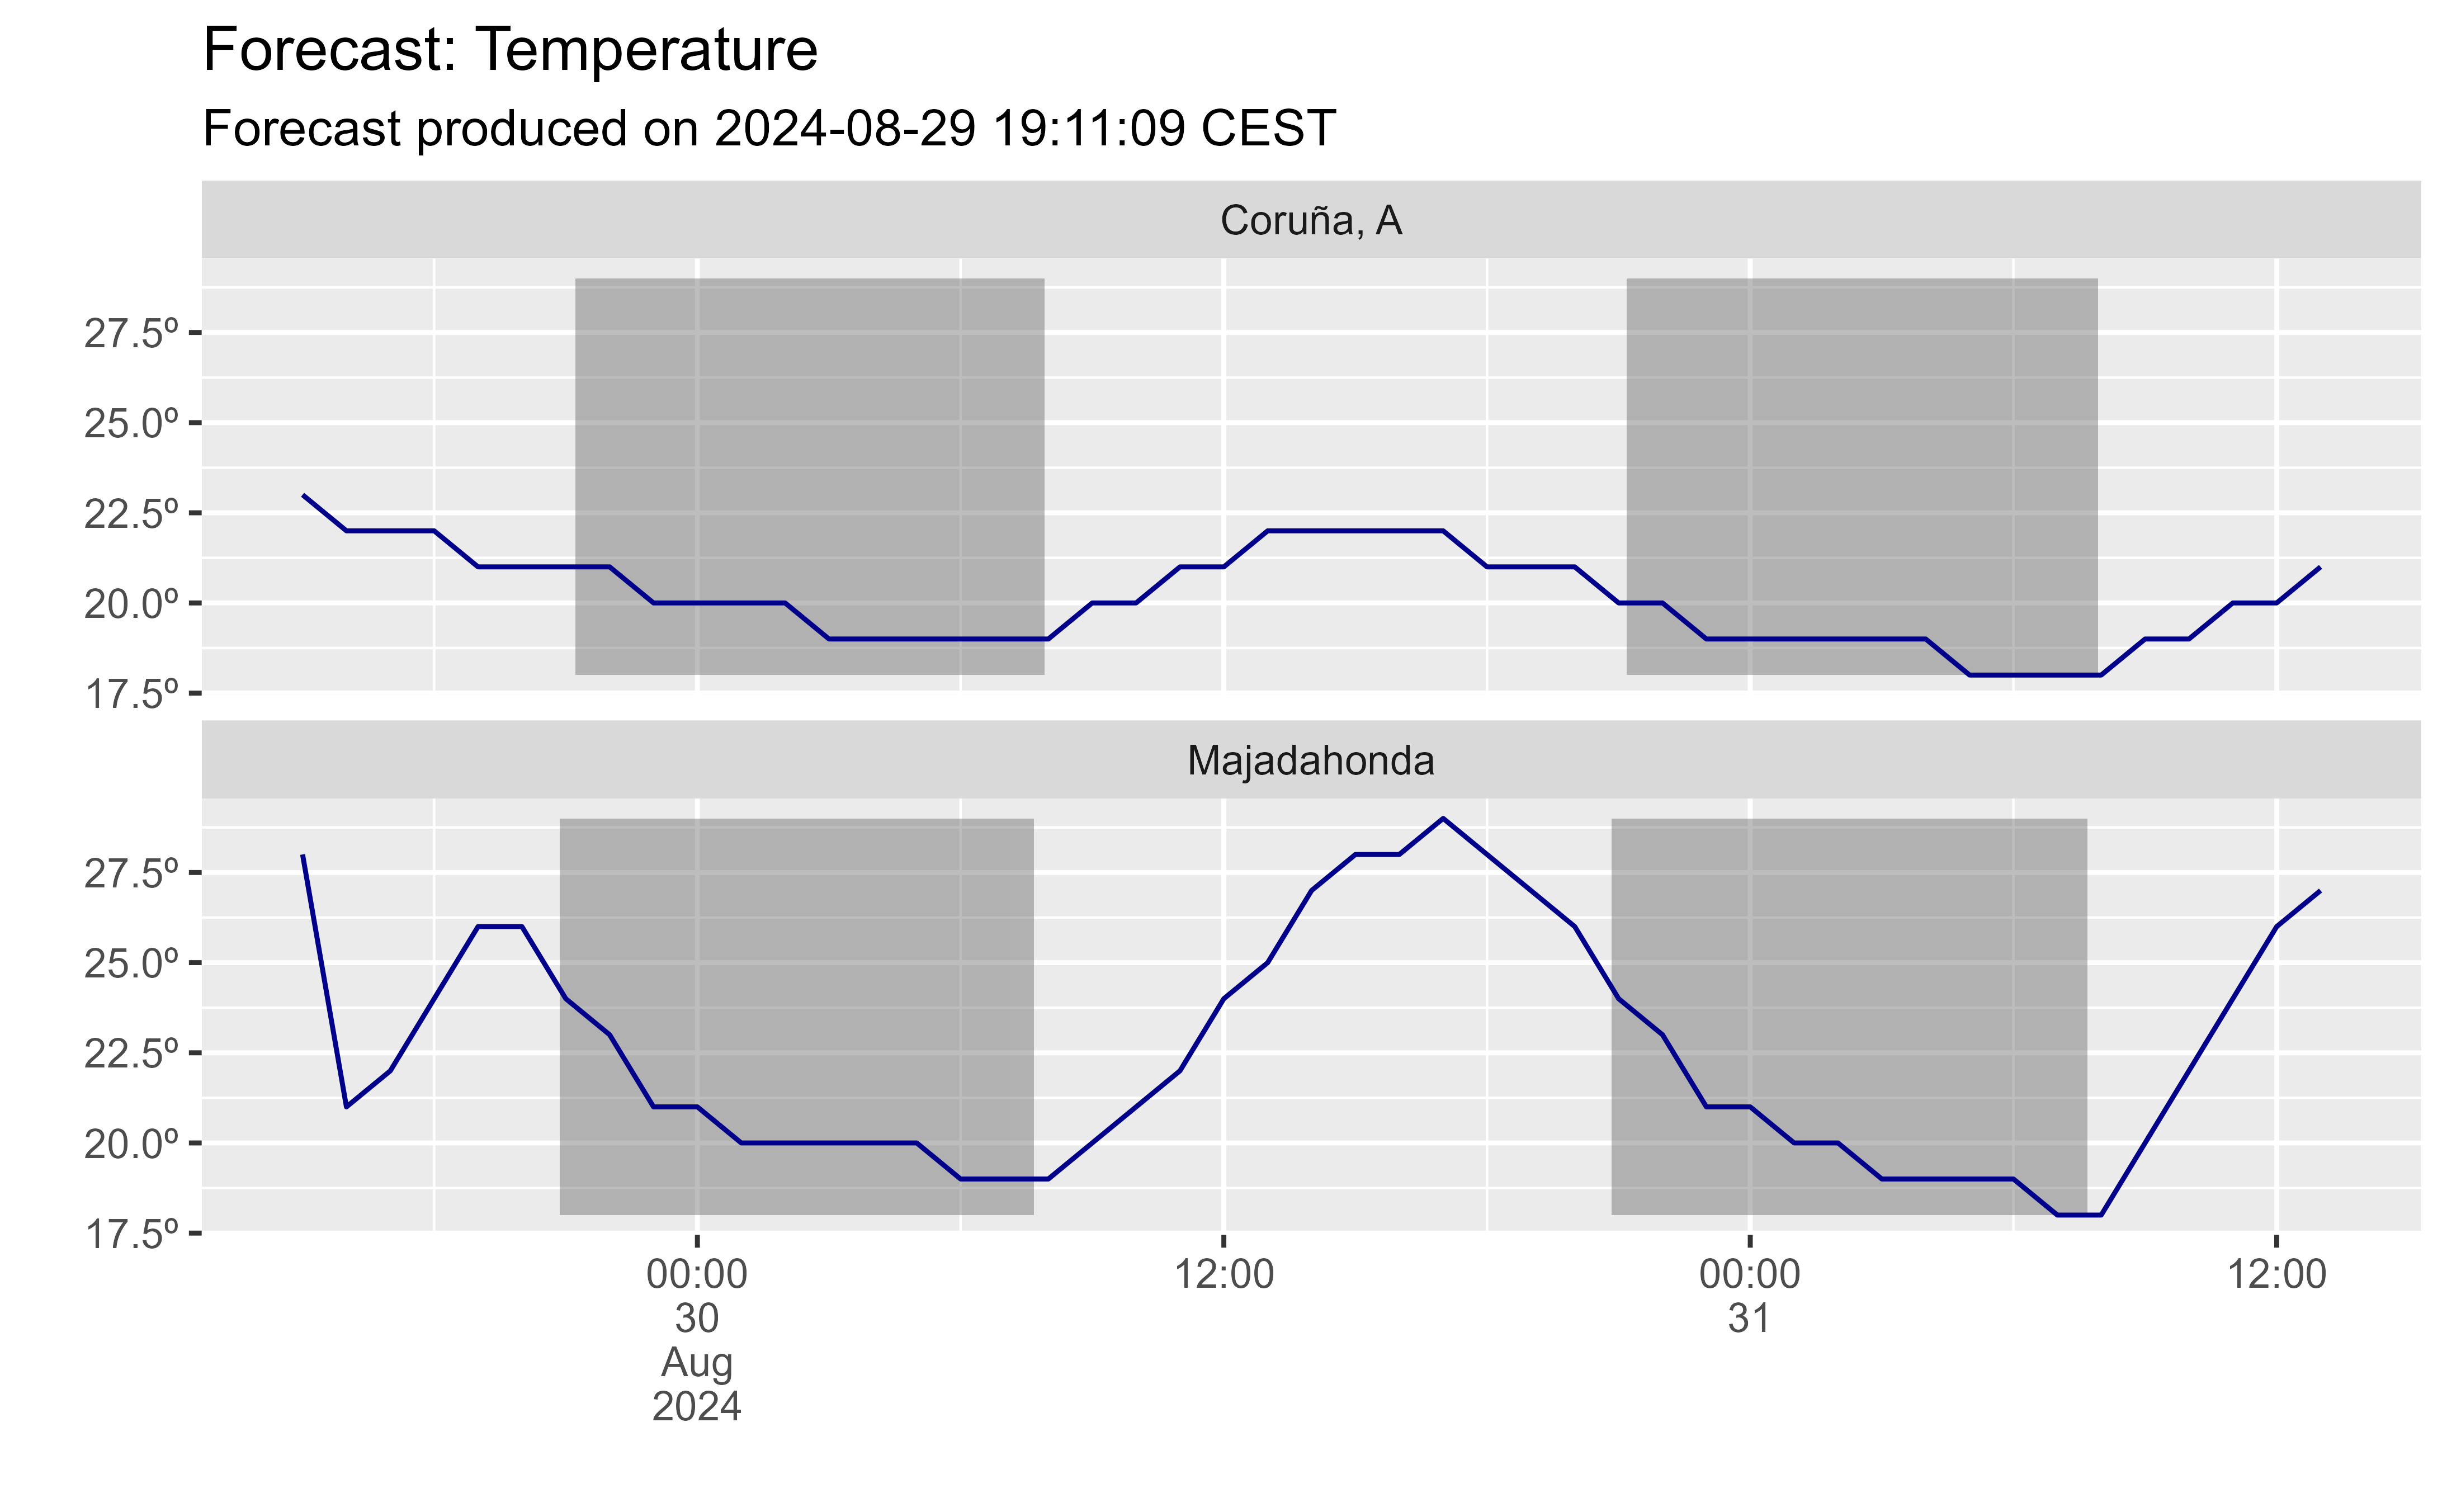 Forecast: Temperature
Forecast produced on 2024-08-29 19:11:09 CEST
Coruña, A
27.5º
25.0º
22.5º
20.0º
17.5º
Majadahonda
27.5º
25.0º
22.5º
20.0º
17.5º
00:00 12:00 00:00 12:00
30 31
Aug
2024